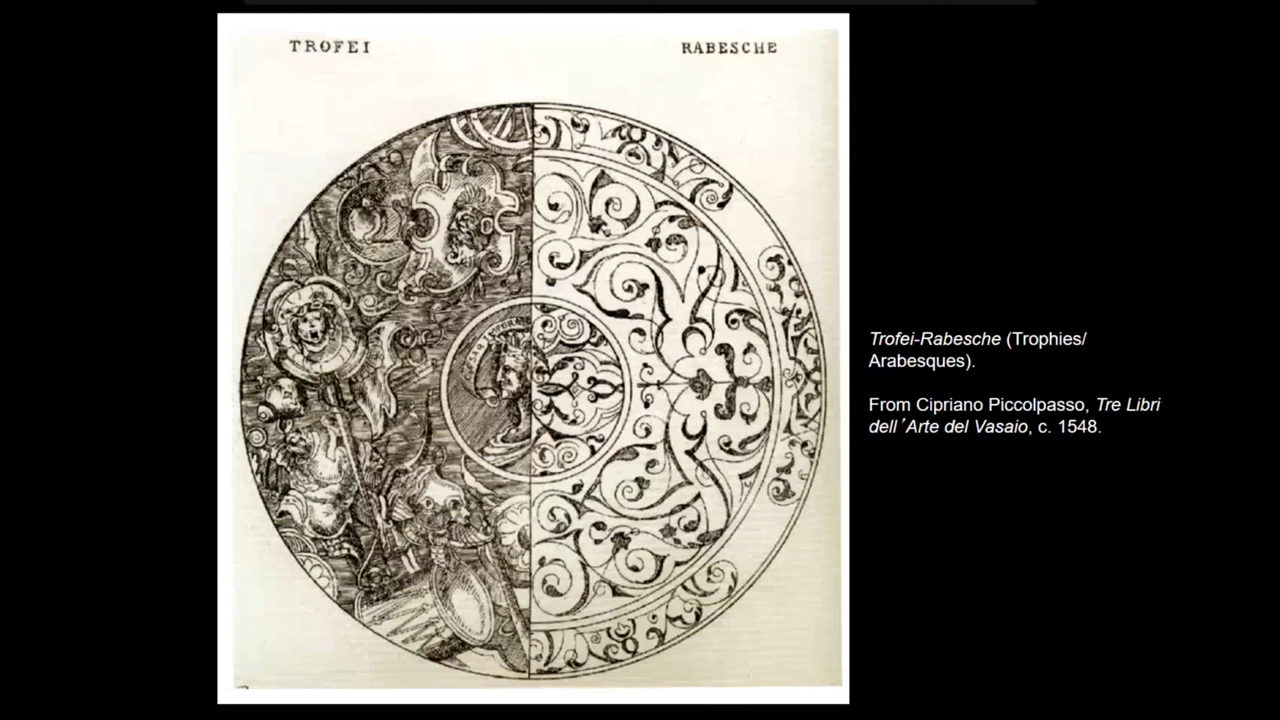 TROFEI
RABESCHE
Trofei-Rabesche (Trophies/
Arabesques).
From Cipriano Piccolpasso, Tre Libri
dell´Arte del Vasaio, c. 1548.